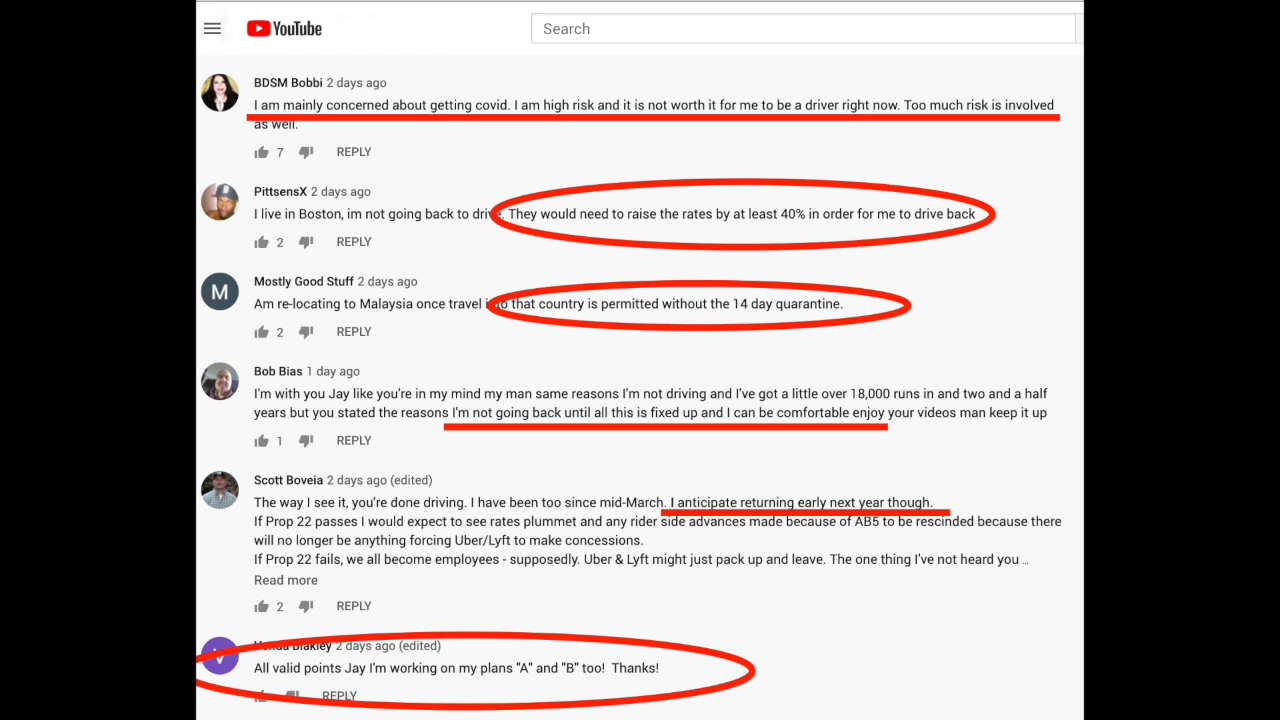 YouTube
Search
BDSM Bobbi 2 days ago
I am mainly concerned about getting covid. I am high risk and it is not worth it for me to be a driver right now. Too much risk is involved
as well.
7 REPLY
PittsensX 2 days ago
I live in Boston, im not going back to drive. They would need to raise the rates by at least 40% in order for me to drive back
2 REPLY
M
Mostly Good Stuff 2 days ago
Am re-locating to Malaysia once travel into that country is permitted without the 14 day quarantine.
2 REPLY
Bob Bias 1 day ago
I'm with you Jay like you're in my mind my man same reasons I'm not driving and I've got a little over 18,000 runs in and two and a half
years but you stated the reasons I'm not going back until all this is fixed up and I can be comfortable enjoy your videos man keep it up
1 REPLY
Scott Boveia 2 days ago (edited)
The way I see it, you're done driving. I have been too since mid-March. I anticipate returning early next year though.
If Prop 22 passes I would expect to see rates plummet and any rider side advances made because of AB5 to be rescinded because there
will no longer be anything forcing Uber/Lyft to make concessions.
If Prop 22 fails, we all become employees - supposedly. Uber & Lyft might just pack up and leave. The one thing I've not heard you ...
Read more
2 REPLY
V
Blakley 2 days ago (edited)
All valid points Jay I'm working on my plans "A" and "B" too! Thanks!
REPLY